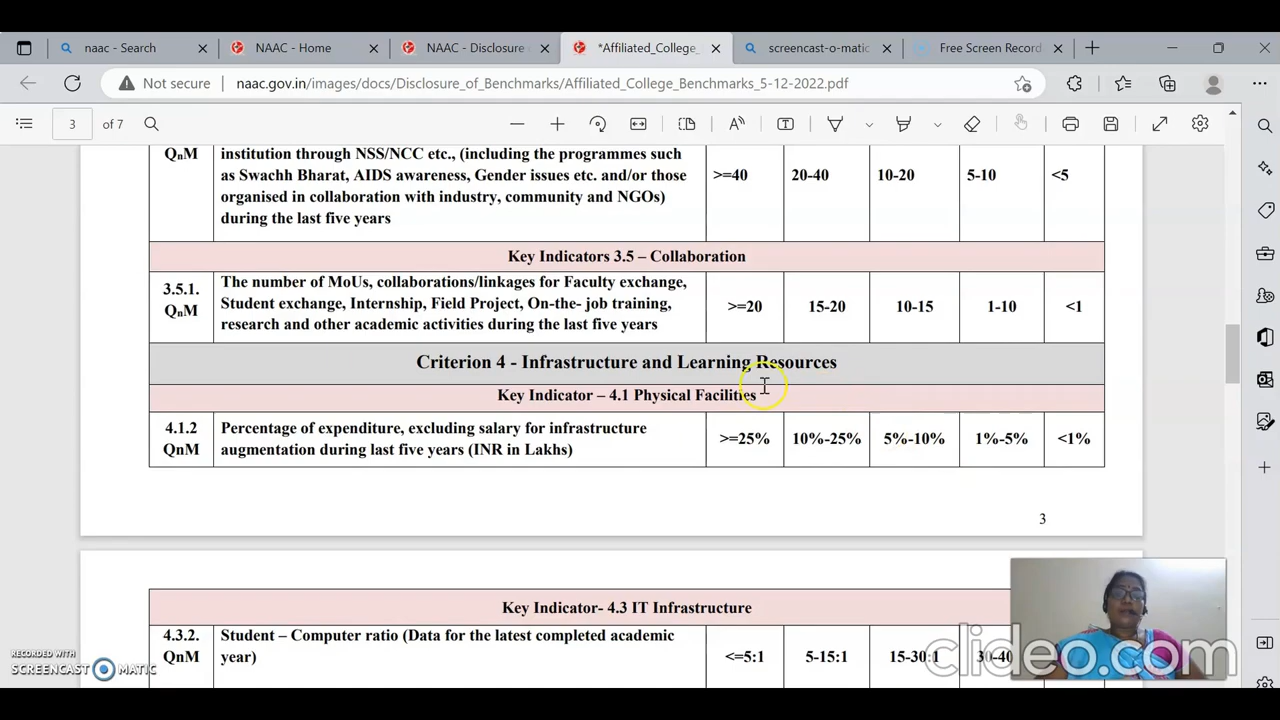 naac - Search
NAAC - Home
NAAC - Disclosure
*Affiliated_College_
screencast-o-matic
Free Screen Record
Not secure
naac.gov.in/images/docs/Disclosure_of_Benchmarks/Affiliated_College_Benchmarks_5-12-2022.pdf
3 of 7
QnM
institution through NSS/NCC etc., (including the programmes such
as Swachh Bharat, AIDS awareness, Gender issues etc. and/or those
organised in collaboration with industry, community and NGOs)
during the last five years
>=40 20-40 10-20 5-10 <5
Key Indicators 3.5 – Collaboration
3.5.1.
QnM
The number of MoUs, collaborations/linkages for Faculty exchange,
Student exchange, Internship, Field Project, On-the- job training,
research and other academic activities during the last five years
>=20 15-20 10-15 1-10 <1
Criterion 4 - Infrastructure and Learning Resources
Key Indicator – 4.1 Physical Facilities
4.1.2
QnM
Percentage of expenditure, excluding salary for infrastructure
augmentation during last five years (INR in Lakhs)
>=25% 10%-25% 5%-10% 1%-5% <1%
3
Key Indicator- 4.3 IT Infrastructure
4.3.2.
QnM
Student – Computer ratio (Data for the latest completed academic
year)
<=5:1 5-15:1 15-30:1 30-40
RECORDED WITH
SCREENCAST MATIC
clideo.com